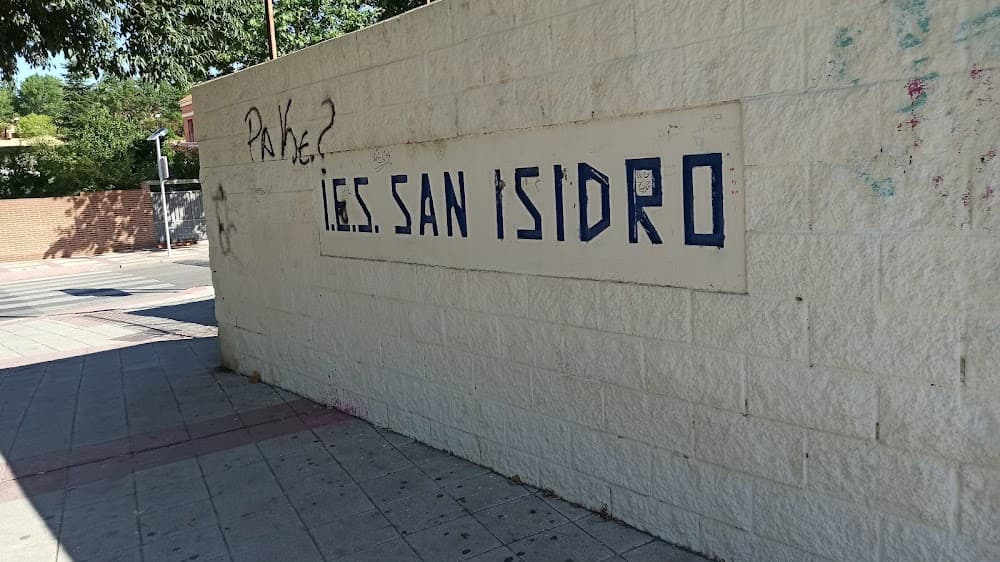 PAKE?
I.E.S. SAN ISIDRO